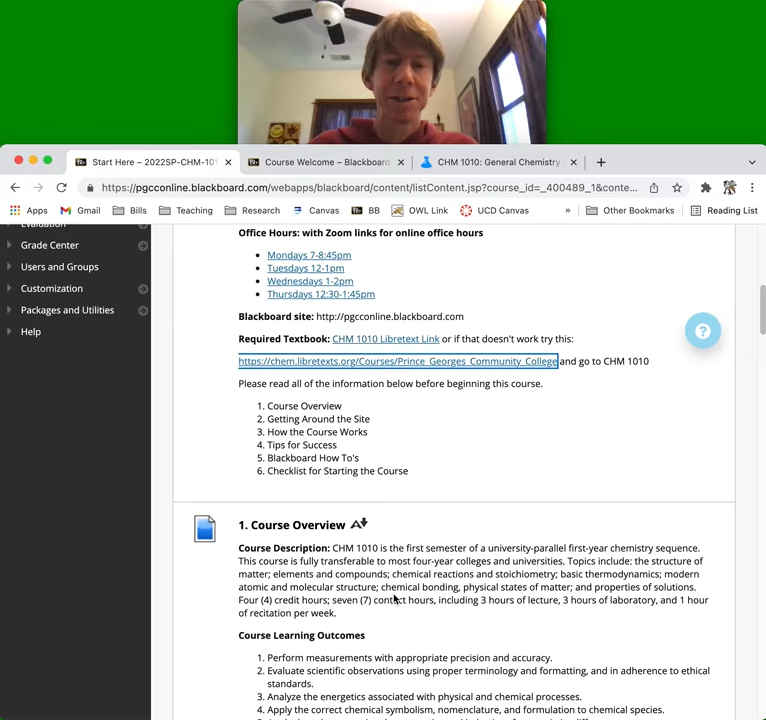 Start Here – 2022SP-CHM-101
Course Welcome – Blackboard
CHM 1010: General Chemistry
https://pgcconline.blackboard.com/webapps/blackboard/content/listContent.jsp?course_id=_400489_1&conte...
Apps
Gmail
Bills
Teaching
Research
Canvas
BB
OWL Link
UCD Canvas
»
Other Bookmarks
Reading List
Evaluation
Grade Center
Users and Groups
Customization
Packages and Utilities
Help
Office Hours: with Zoom links for online office hours
• Mondays 7-8:45pm
• Tuesdays 12-1pm
• Wednesdays 1-2pm
• Thursdays 12:30-1:45pm
Blackboard site: http://pgcconline.blackboard.com
Required Textbook: CHM 1010 Libretext Link or if that doesn't work try this:
https://chem.libretexts.org/Courses/Prince_Georges_Community_College and go to CHM 1010
Please read all of the information below before beginning this course.
1. Course Overview
2. Getting Around the Site
3. How the Course Works
4. Tips for Success
5. Blackboard How To's
6. Checklist for Starting the Course
1. Course Overview
Course Description: CHM 1010 is the first semester of a university-parallel first-year chemistry sequence.
This course is fully transferable to most four-year colleges and universities. Topics include: the structure of
matter; elements and compounds; chemical reactions and stoichiometry; basic thermodynamics; modern
atomic and molecular structure; chemical bonding, physical states of matter; and properties of solutions.
Four (4) credit hours; seven (7) contact hours, including 3 hours of lecture, 3 hours of laboratory, and 1 hour
of recitation per week.
Course Learning Outcomes
1. Perform measurements with appropriate precision and accuracy.
2. Evaluate scientific observations using proper terminology and formatting, and in adherence to ethical
standards.
3. Analyze the energetics associated with physical and chemical processes.
4. Apply the correct chemical symbolism, nomenclature, and formulation to chemical species.